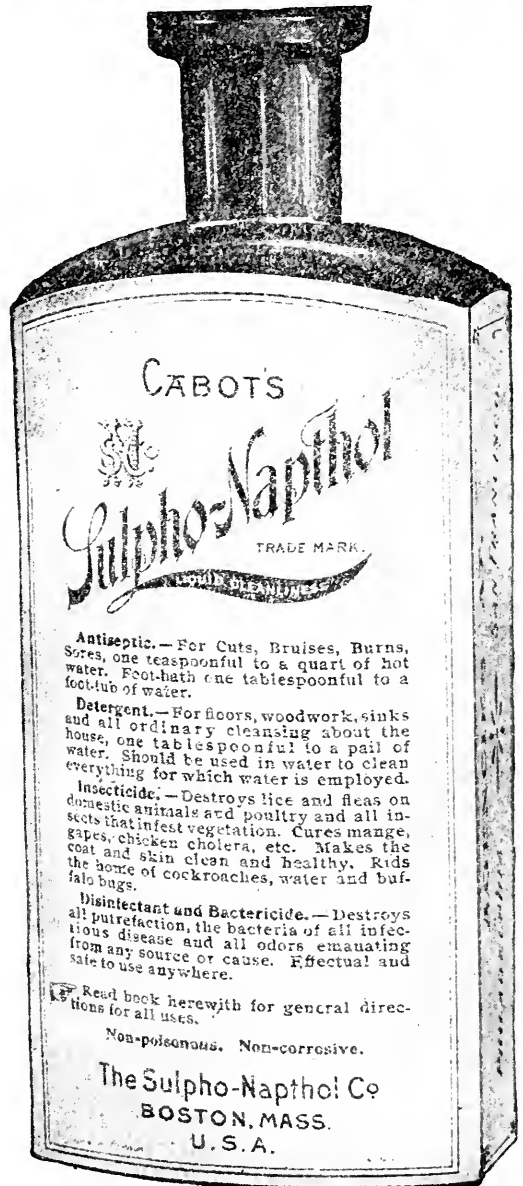 CABOT'S
Sulpho-Napthol
TRADE MARK.
LIQUID CLEANLINESS
Antiseptic.—For Cuts, Bruises, Burns,
Sores, one teaspoonful to a quart of hot
water. Foot-bath one tablespoonful to a
foot-tub of water.
Detergent.—For floors, woodwork, sinks
and all ordinary cleansing about the
house, one tablespoonful to a pail of
water. Should be used in water to clean
everything for which water is employed.
Insecticide.—Destroys lice and fleas on
domestic animals and poultry and all in-
sects that infest vegetation. Cures mange,
gapes, chicken cholera, etc. Makes the
coat and skin clean and healthy. Rids
the home of cockroaches, water and buf-
falo bugs.
Disinfectant and Bactericide.—Destroys
all putrefaction, the bacteria of all infec-
tious disease and all odors emanating
from any source or cause. Effectual and
safe to use anywhere.
☞ Read book herewith for general direc-
tions for all uses.
Non-poisonous. Non-corrosive.
The Sulpho-Napthol Co
BOSTON, MASS.
U.S.A.